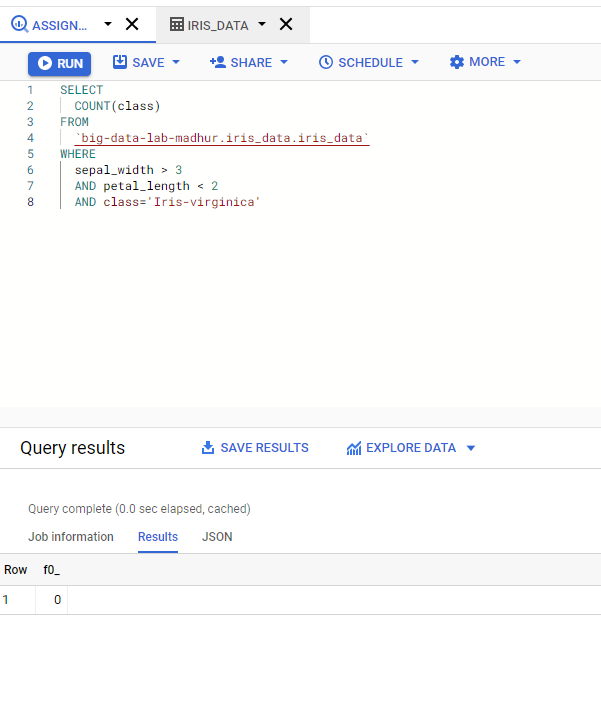 ASSIGN... IRIS_DATA
RUN SAVE SHARE SCHEDULE MORE
1 SELECT
2 COUNT(class)
3 FROM
4 `big-data-lab-madhur.iris_data.iris_data`
5 WHERE
6 sepal_width > 3
7 AND petal_length < 2
8 AND class='Iris-virginica'
Query results SAVE RESULTS EXPLORE DATA
Query complete (0.0 sec elapsed, cached)
Job information Results JSON
Row f0_
1 0